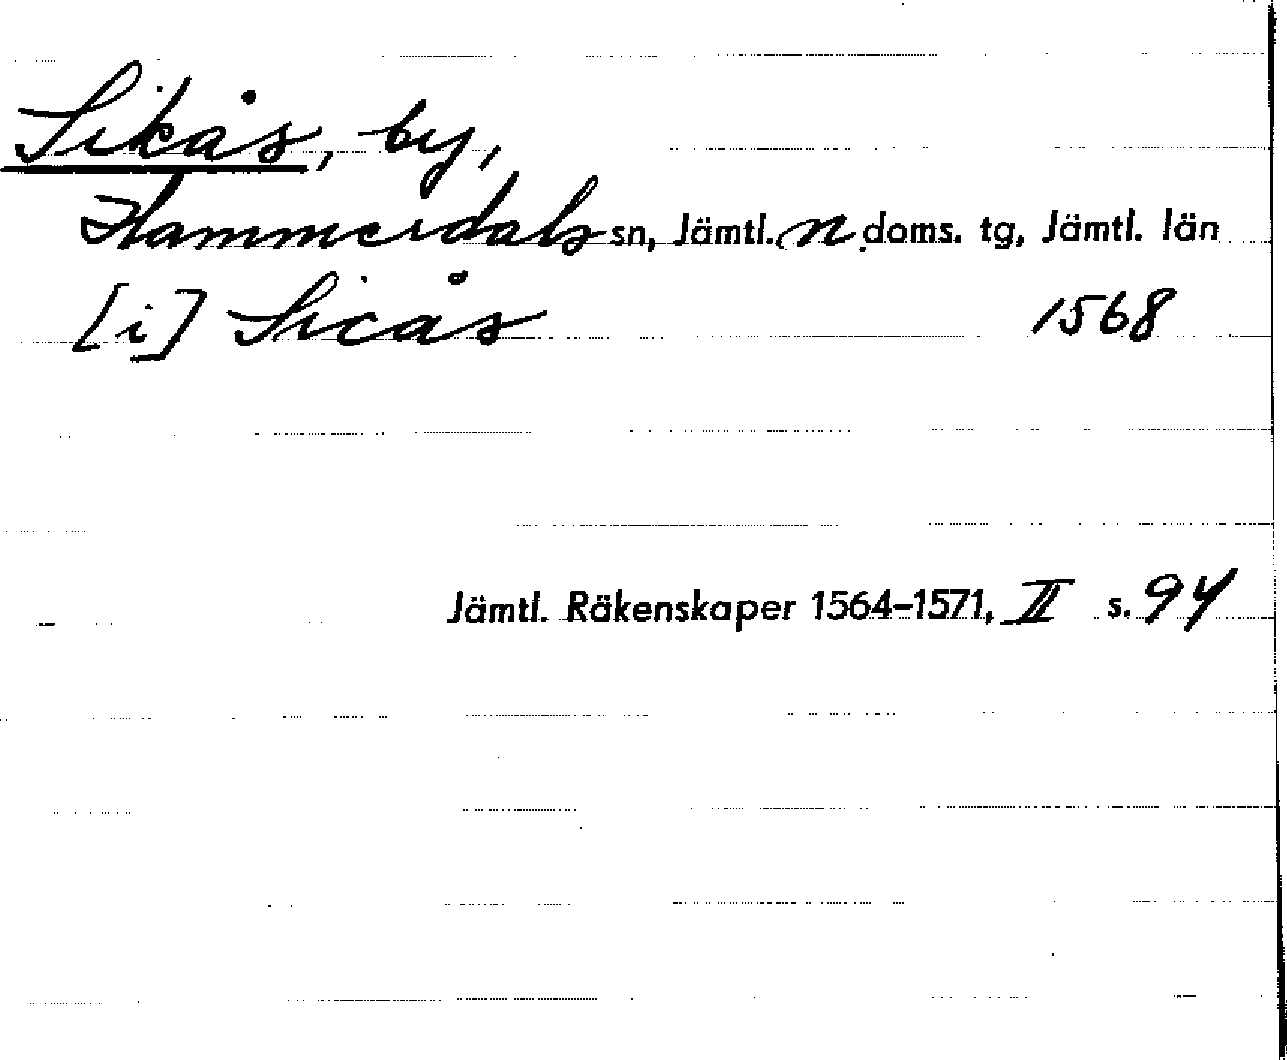 Sikås, by,
Hammerdals sn, Jämtl. n doms. tg, Jämtl. län
[i] Sicås 1568
Jämtl. Räkenskaper 1564-1571, II s. 94